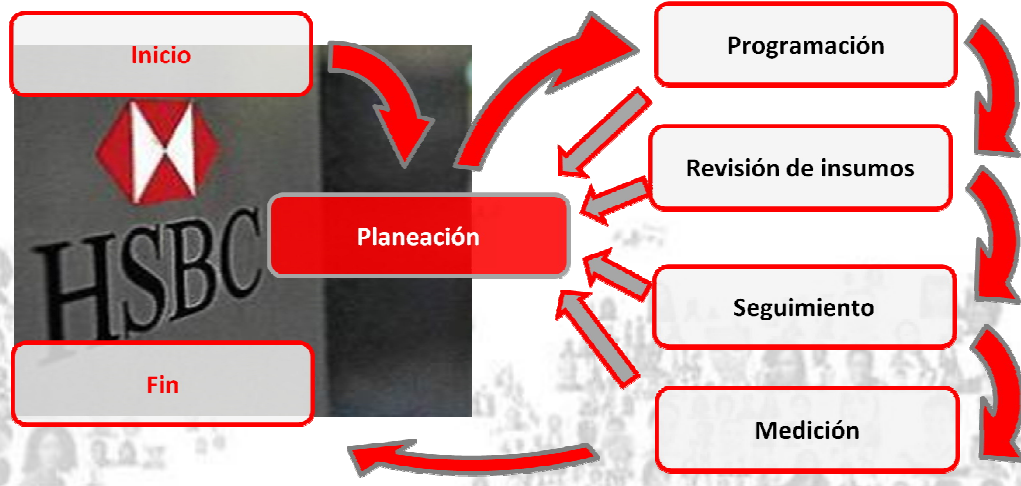 Inicio
Programación
Revisión de insumos
HSBC
Planeación
Seguimiento
Fin
Medición